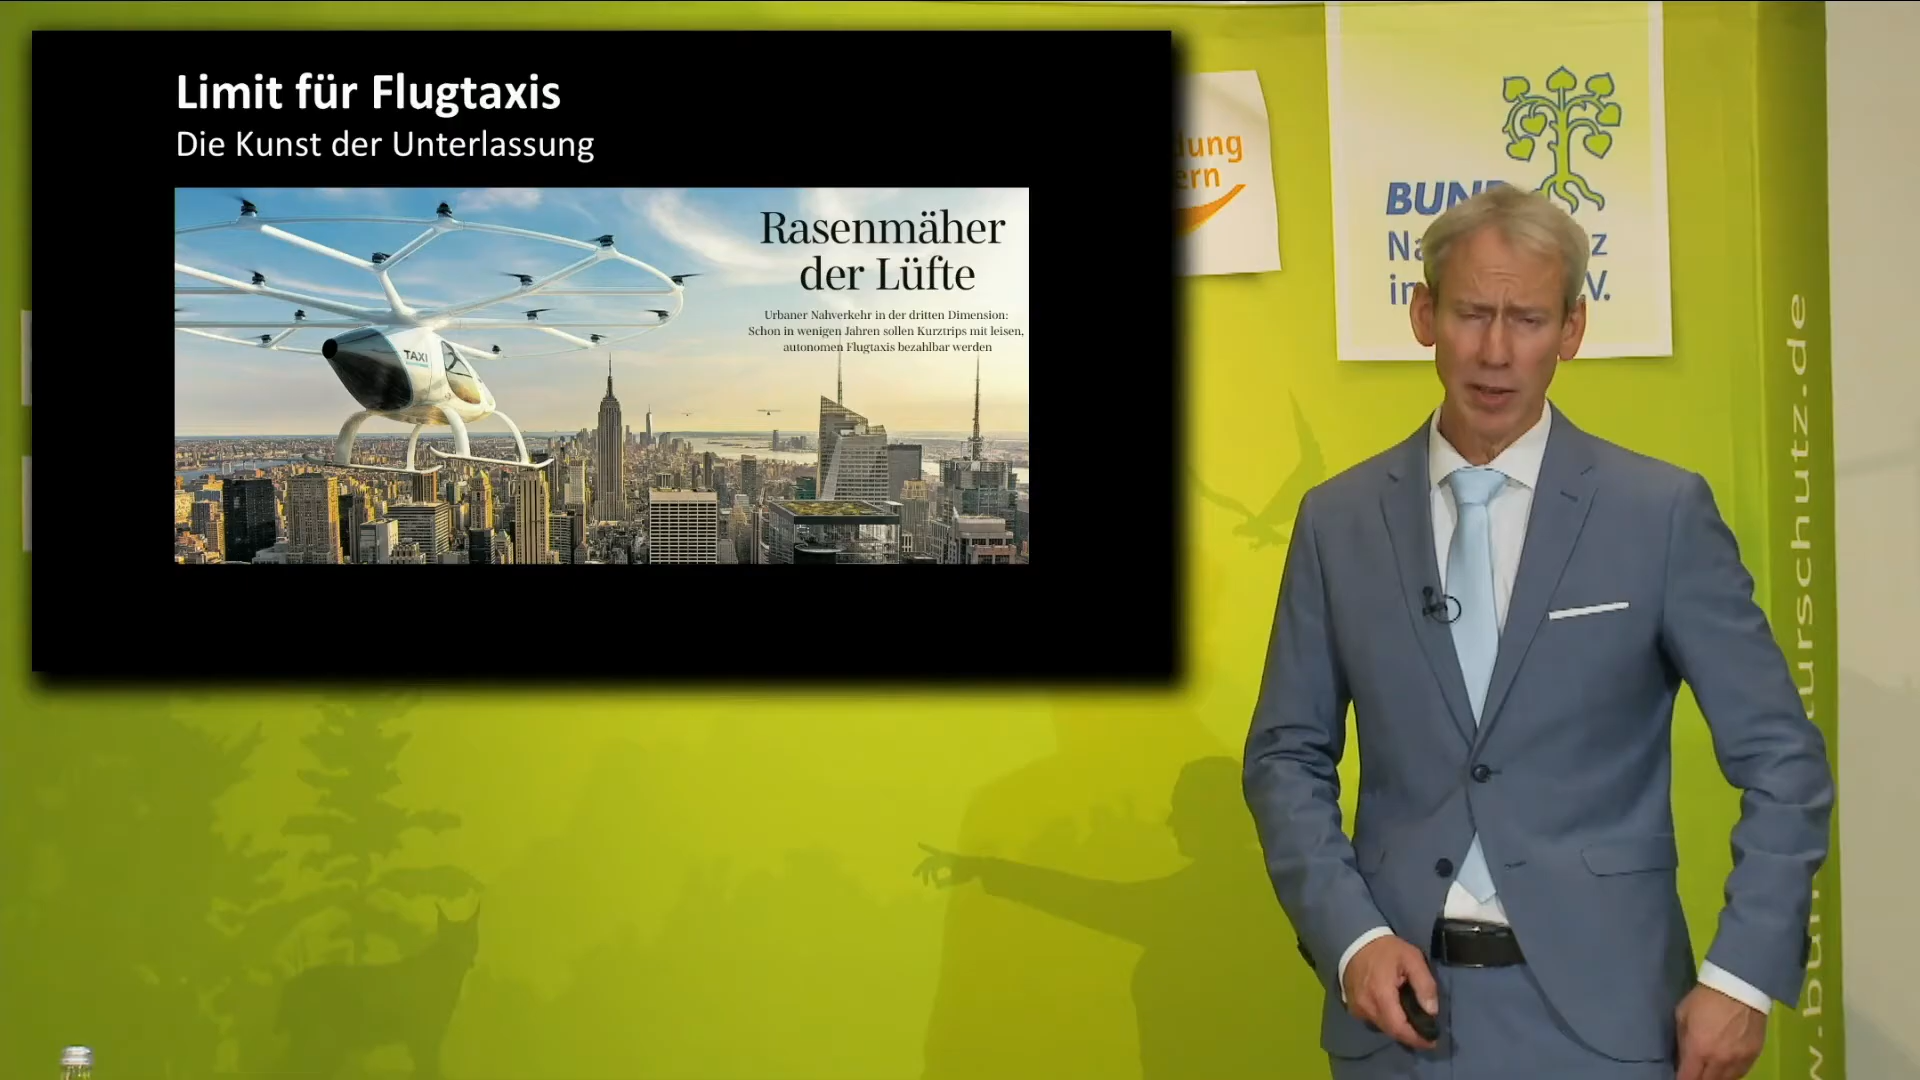 Limit für Flugtaxis
Die Kunst der Unterlassung
Rasenmäher
der Lüfte
Urbaner Nahverkehr in der dritten Dimension:
Schon in wenigen Jahren sollen Kurztrips mit leisen,
autonomen Flugtaxis bezahlbar werden
TAXI